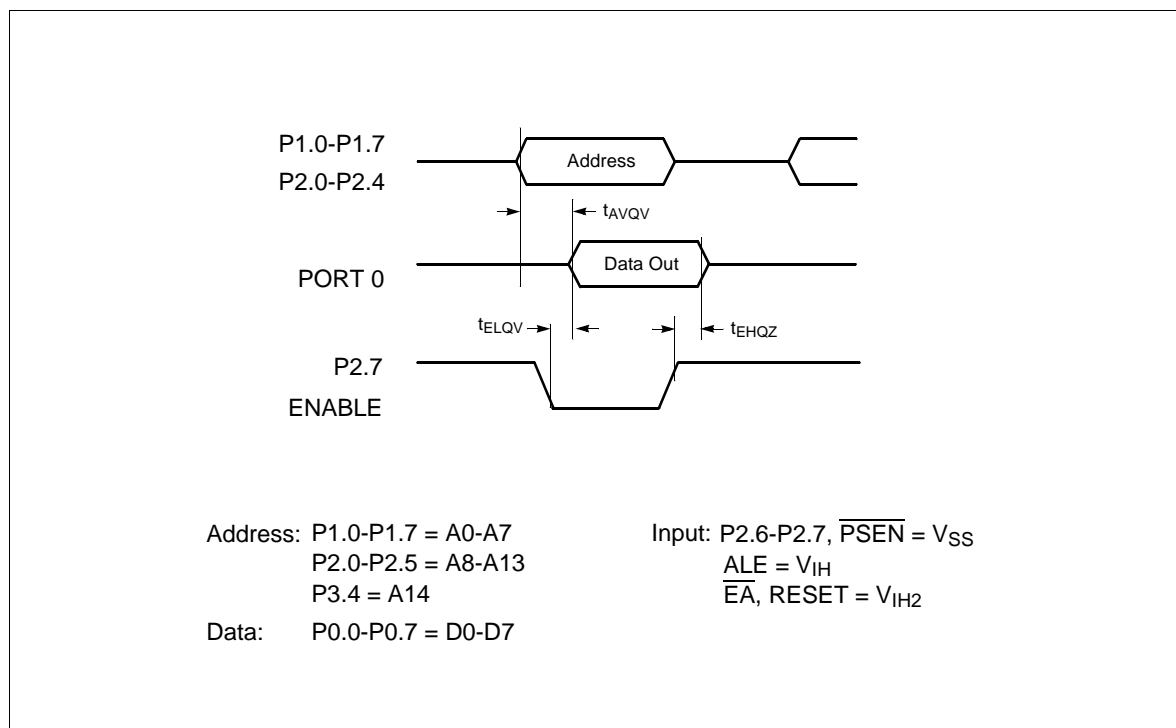 P1.0-P1.7
Address
P2.0-P2.4
tAVQV
PORT 0
Data Out
tELQV
tEHQZ
P2.7
ENABLE
Address: P1.0-P1.7 = A0-A7
P2.0-P2.5 = A8-A13
P3.4 = A14
Data: P0.0-P0.7 = D0-D7
Input: P2.6-P2.7, P̅S̅E̅N̅ = VSS
ALE = VIH
E̅A̅, RESET = VIH2